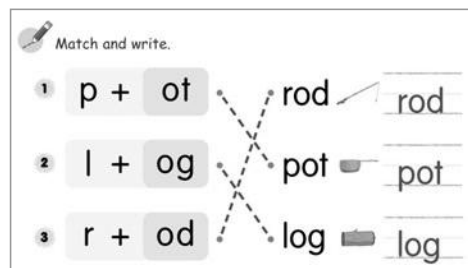 Match and write.
1 p + ot rod rod
2 l + og pot pot
3 r + od log log